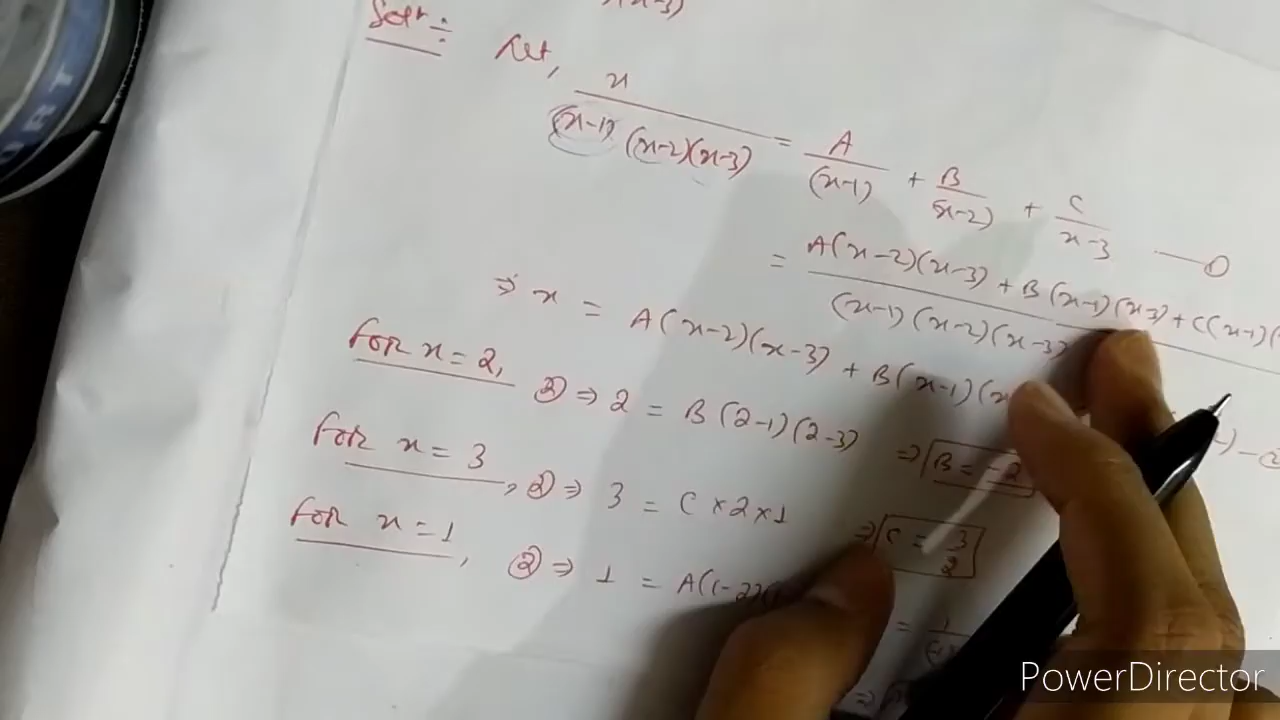 Soln:- Let,
x / (x-1)(x-2)(x-3) = A / (x-1) + B / (x-2) + C / x-3 —①
= A(x-2)(x-3) + B(x-1)(x-3) + C(x-1)( / (x-1)(x-2)(x-3)
⇒ x = A(x-2)(x-3) + B(x-1)(x
For x=2, ② ⇒ 2 = B(2-1)(2-3) ⇒ B = -2
For x=3, ② ⇒ 3 = C×2×1 ⇒ C = 3/2
For x=1, ② ⇒ 1 = A(1-2)(
PowerDirector